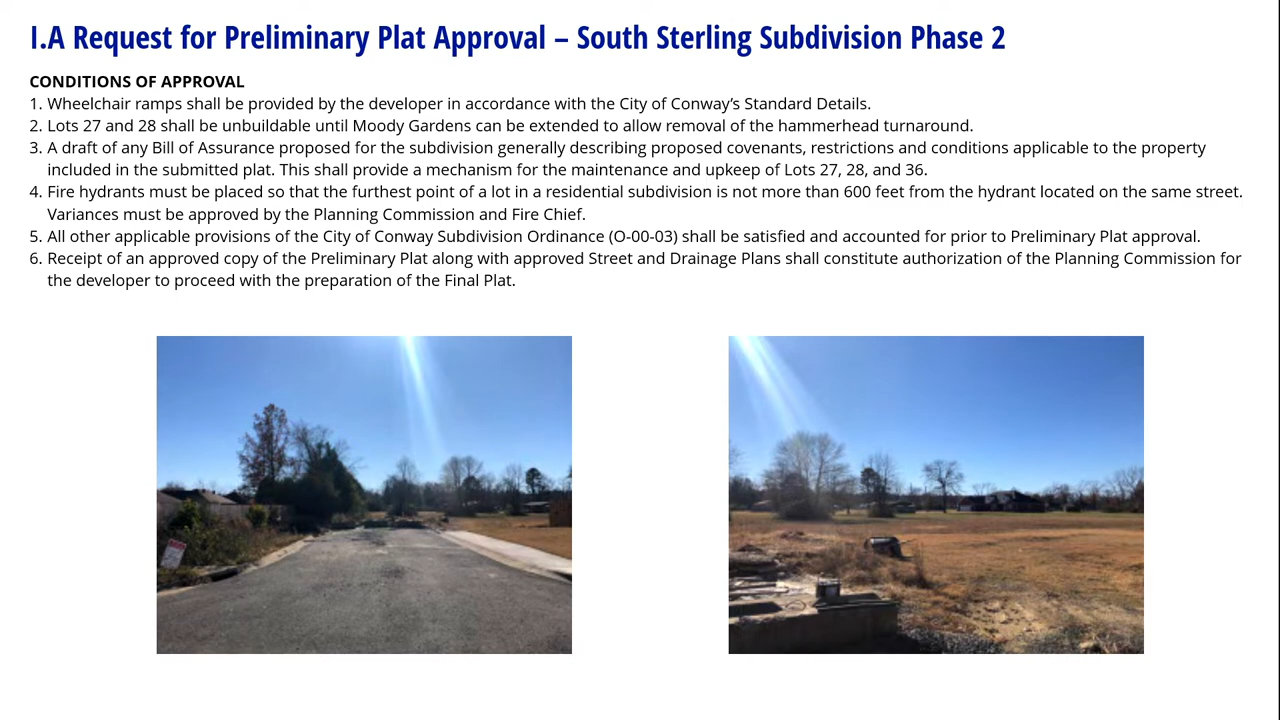 I.A Request for Preliminary Plat Approval – South Sterling Subdivision Phase 2
CONDITIONS OF APPROVAL
1. Wheelchair ramps shall be provided by the developer in accordance with the City of Conway’s Standard Details.
2. Lots 27 and 28 shall be unbuildable until Moody Gardens can be extended to allow removal of the hammerhead turnaround.
3. A draft of any Bill of Assurance proposed for the subdivision generally describing proposed covenants, restrictions and conditions applicable to the property
included in the submitted plat. This shall provide a mechanism for the maintenance and upkeep of Lots 27, 28, and 36.
4. Fire hydrants must be placed so that the furthest point of a lot in a residential subdivision is not more than 600 feet from the hydrant located on the same street.
Variances must be approved by the Planning Commission and Fire Chief.
5. All other applicable provisions of the City of Conway Subdivision Ordinance (O-00-03) shall be satisfied and accounted for prior to Preliminary Plat approval.
6. Receipt of an approved copy of the Preliminary Plat along with approved Street and Drainage Plans shall constitute authorization of the Planning Commission for
the developer to proceed with the preparation of the Final Plat.